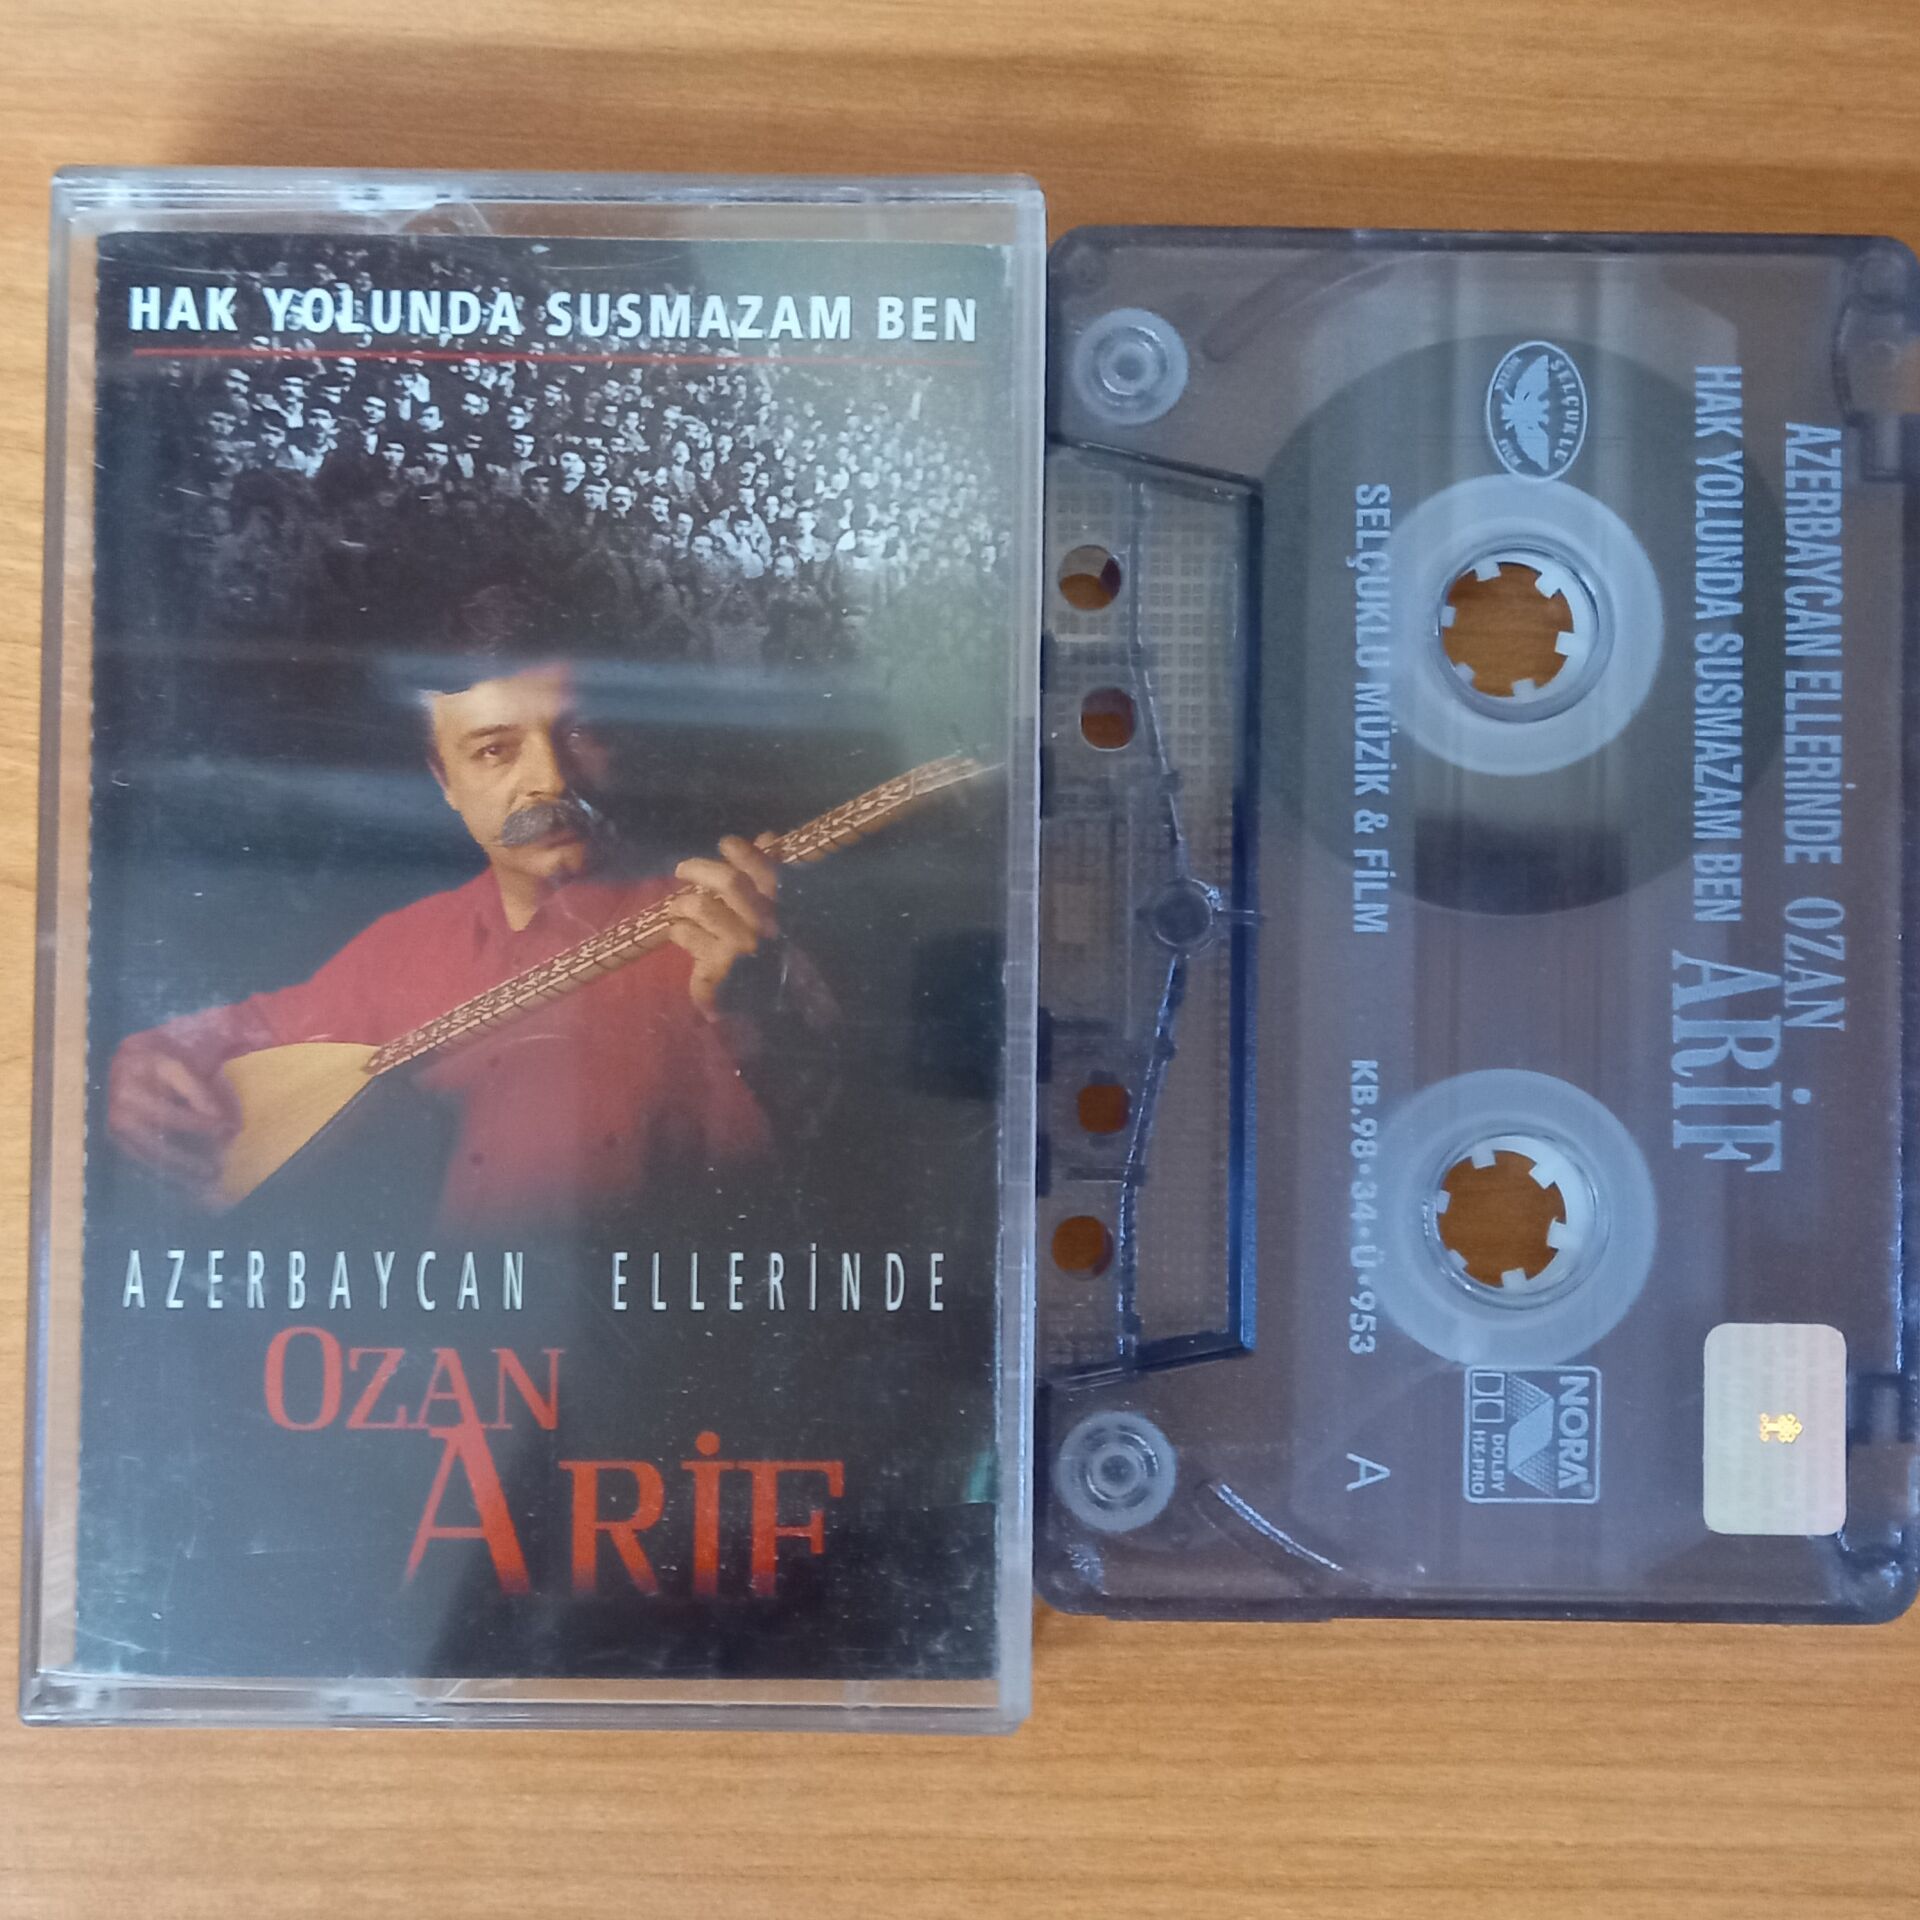 HAK YOLUNDA SUSMAZAM BEN
AZERBAYCAN ELLERİNDE
OZAN
ARİF
AZERBAYCAN ELLERİNDE OZAN
HAK YOLUNDA SUSMAZAM BEN ARİF
SELÇUKLU MÜZİK & FİLM KB.98•34•Ü•953 A
NORA
DOLBY
HX-PRO